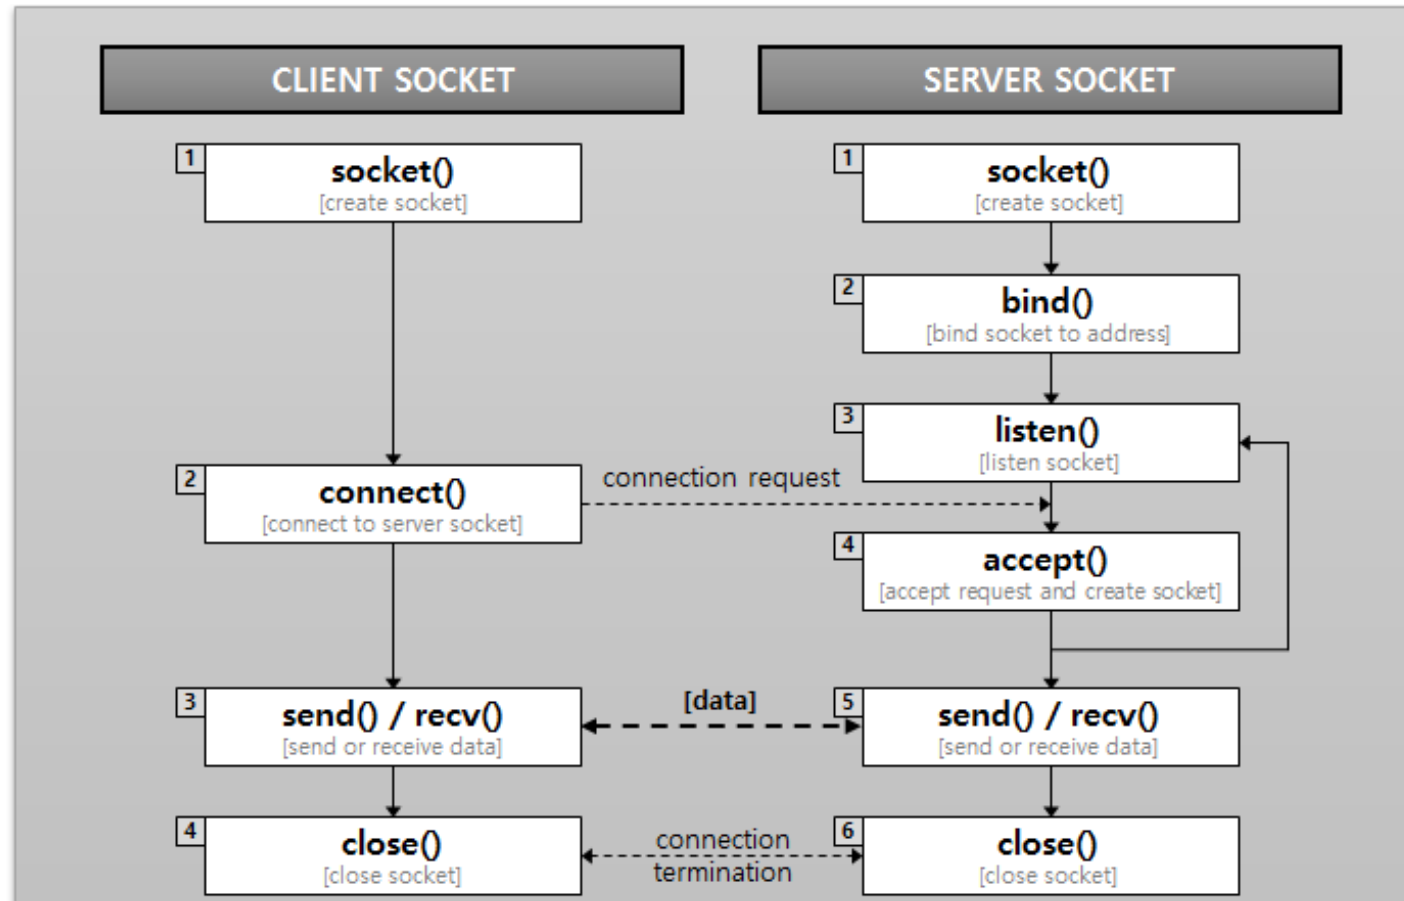 CLIENT SOCKET
SERVER SOCKET
1
socket()
[create socket]
1
socket()
[create socket]
2
bind()
[bind socket to address]
3
listen()
[listen socket]
2
connect()
[connect to server socket]
connection request
4
accept()
[accept request and create socket]
3
send() / recv()
[send or receive data]
[data]
5
send() / recv()
[send or receive data]
4
close()
[close socket]
connection
termination
6
close()
[close socket]